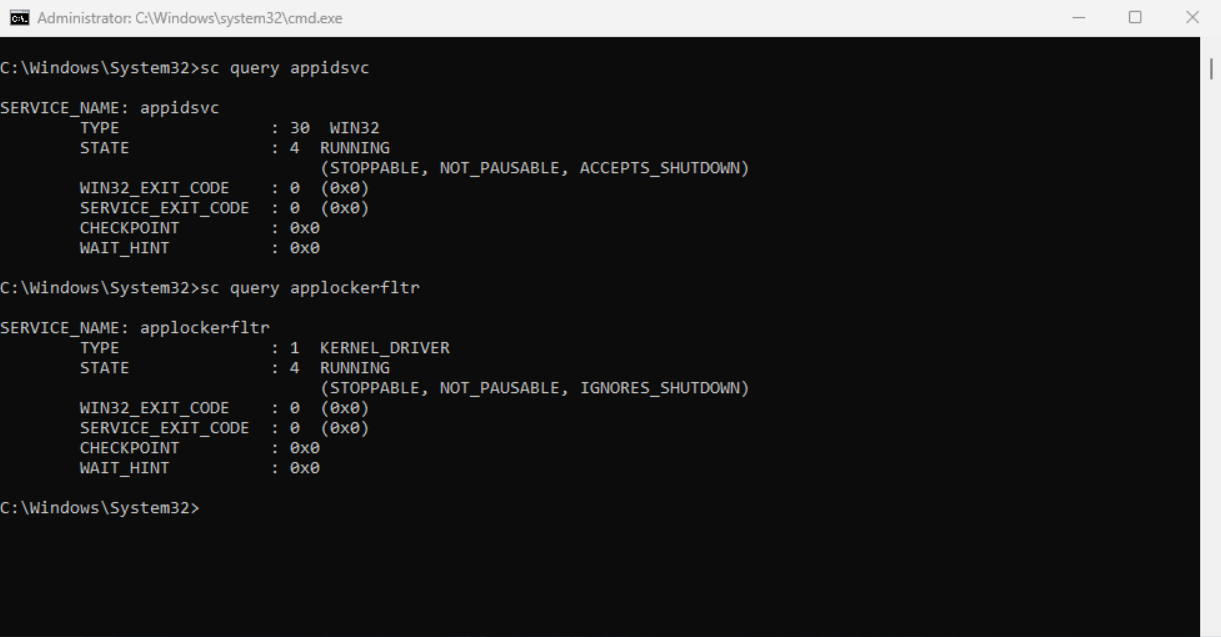 Administrator: C:\Windows\system32\cmd.exe
C:\Windows\System32>sc query appidsvc
SERVICE_NAME: appidsvc
        TYPE               : 30  WIN32
        STATE              : 4  RUNNING
                                (STOPPABLE, NOT_PAUSABLE, ACCEPTS_SHUTDOWN)
        WIN32_EXIT_CODE    : 0  (0x0)
        SERVICE_EXIT_CODE  : 0  (0x0)
        CHECKPOINT         : 0x0
        WAIT_HINT          : 0x0
C:\Windows\System32>sc query applockerfltr
SERVICE_NAME: applockerfltr
        TYPE               : 1  KERNEL_DRIVER
        STATE              : 4  RUNNING
                                (STOPPABLE, NOT_PAUSABLE, IGNORES_SHUTDOWN)
        WIN32_EXIT_CODE    : 0  (0x0)
        SERVICE_EXIT_CODE  : 0  (0x0)
        CHECKPOINT         : 0x0
        WAIT_HINT          : 0x0
C:\Windows\System32>